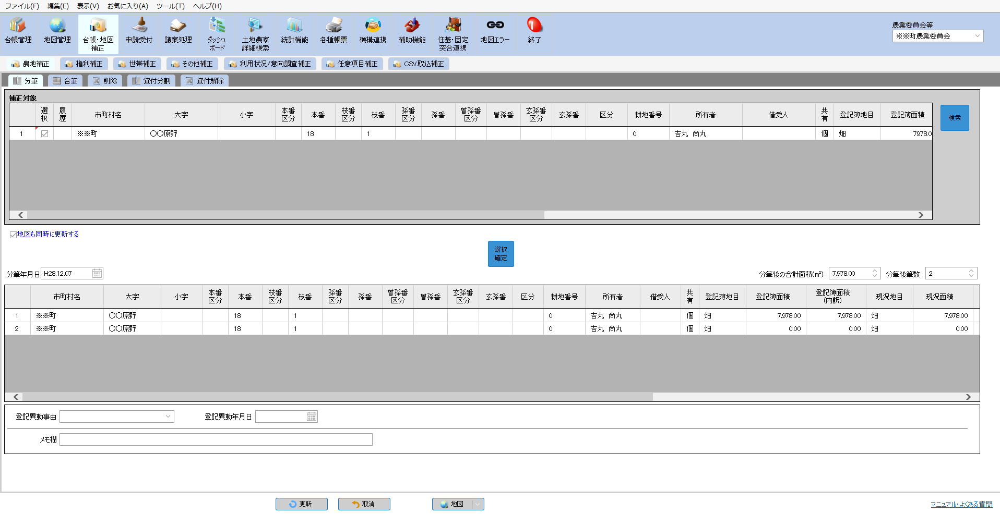 ファイル(F) 編集(E) 表示(V) お気に入り(A) ツール(T) ヘルプ(H)
台帳管理 地図管理 台帳・地図補正 申請受付 議案処理 ダッシュボード 土地農家詳細検索 統計機能 各種帳票 機構連携 補助機能 住基・固定突合連携 地図エラー 終了
農業委員会等
※※町農業委員会
農地補正 権利補正 世帯補正 その他補正 利用状況/意向調査補正 任意項目補正 CSV取込補正
分筆 合筆 削除 貸付分割 貸付解除
補正対象
選択 履歴 市町村名 大字 小字 本番区分 本番 枝番区分 枝番 孫番区分 孫番 曾孫番区分 曾孫番 玄孫番区分 玄孫番 区分 耕地番号 所有者 借受人 共有 登記簿地目 登記簿面積
検索
1 ※※町 〇〇原野 18 1 0 吉丸 尚丸 個 畑 7978.0
地図も同時に更新する
選択確定
分筆年月日 H28.12.07 分筆後の合計面積(㎡) 7,978.00 分筆後筆数 2
市町村名 大字 小字 本番区分 本番 枝番区分 枝番 孫番区分 孫番 曾孫番区分 曾孫番 玄孫番区分 玄孫番 区分 耕地番号 所有者 借受人 共有 登記簿地目 登記簿面積 登記簿面積(内訳) 現況地目 現況面積
1 ※※町 〇〇原野 18 1 0 吉丸 尚丸 個 畑 7,978.00 7,978.00 畑 7,978.00
2 ※※町 〇〇原野 18 1 0 吉丸 尚丸 個 畑 0.00 0.00 畑 0.00
登記異動事由 登記異動年月日
メモ欄
更新 取消 地図
マニュアル・よくある質問